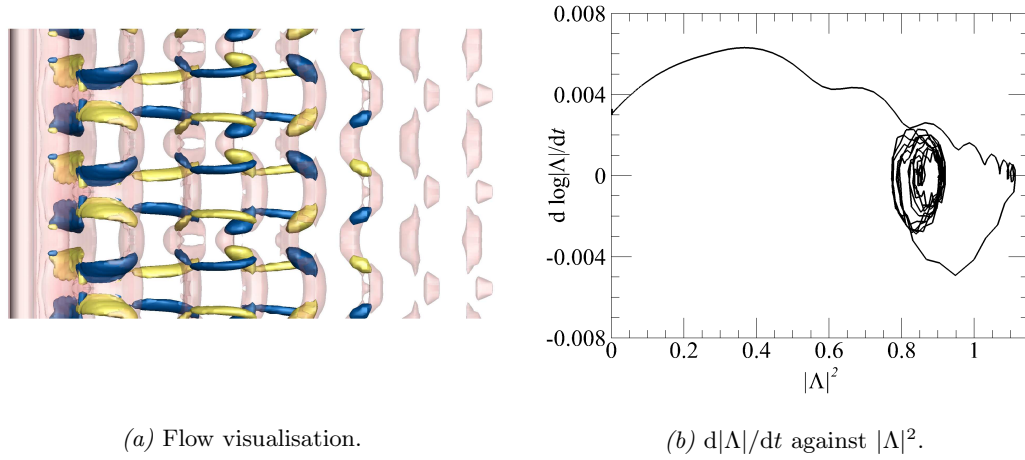 0.008
0.004
0
-0.004
-0.008
d log|Λ|/dt
0 0.2 0.4 0.6 0.8 1
|Λ|²
(a) Flow visualisation.
(b) d|Λ|/dt against |Λ|².